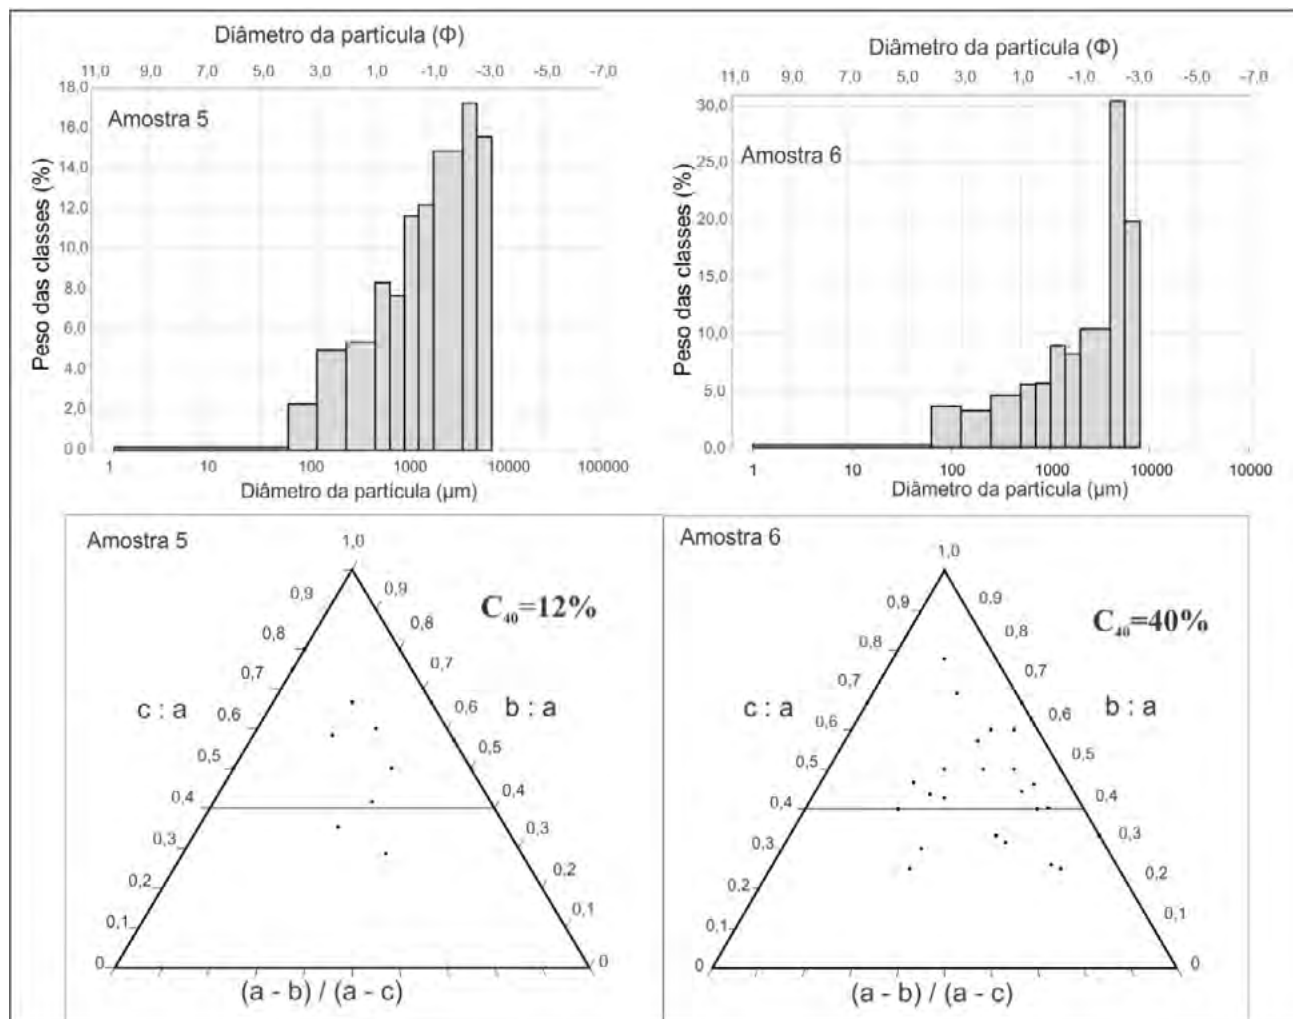 Diâmetro da partícula (Φ)
11,0 9,0 7,0 5,0 3,0 1,0 -1,0 -3,0 -5,0 -7,0
18,0
16,0
14,0
12,0
10,0
8,0
6,0
4,0
2,0
0,0
Peso das classes (%)
Amostra 5
1 10 100 1000 10000 100000
Diâmetro da partícula (µm)
Diâmetro da partícula (Φ)
11,0 9,0 7,0 5,0 3,0 1,0 -1,0 -3,0 -5,0 -7,0
30,0
25,0
20,0
15,0
10,0
5,0
0,0
Peso das classes (%)
Amostra 6
1 10 100 1000 10000 10000
Diâmetro da partícula (µm)
Amostra 5
1,0
C₄₀=12%
0,9
0,8
0,7
0,6
0,5
0,4
0,3
0,2
0,1
0
c : a
0,9
0,8
0,7
0,6
0,5
0,4
0,3
0,2
0,1
0
b : a
(a - b) / (a - c)
Amostra 6
1,0
C₄₀=40%
0,9
0,8
0,7
0,6
0,5
0,4
0,3
0,2
0,1
0
c : a
0,9
0,8
0,7
0,6
0,5
0,4
0,3
0,2
0,1
0
b : a
(a - b) / (a - c)